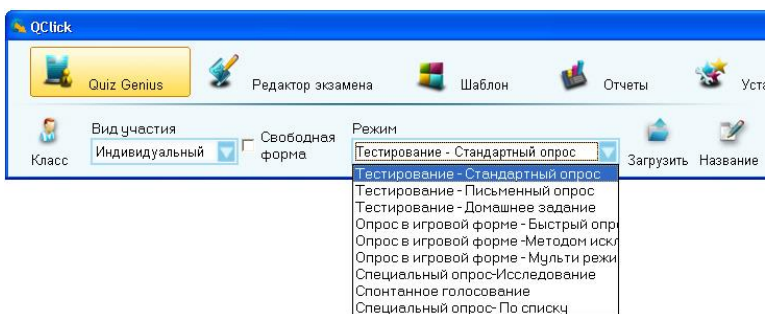 QClick
Quiz Genius Редактор экзамена Шаблон Отчеты Уста
Вид участия Свободная форма Режим
Класс Индивидуальный Тестирование - Стандартный опрос Загрузить Название
Тестирование - Стандартный опрос
Тестирование - Письменный опрос
Тестирование - Домашнее задание
Опрос в игровой форме - Быстрый опр
Опрос в игровой форме -Методом искл
Опрос в игровой форме - Мульти режи
Специальный опрос-Исследование
Спонтанное голосование
Специальный опрос- По списку